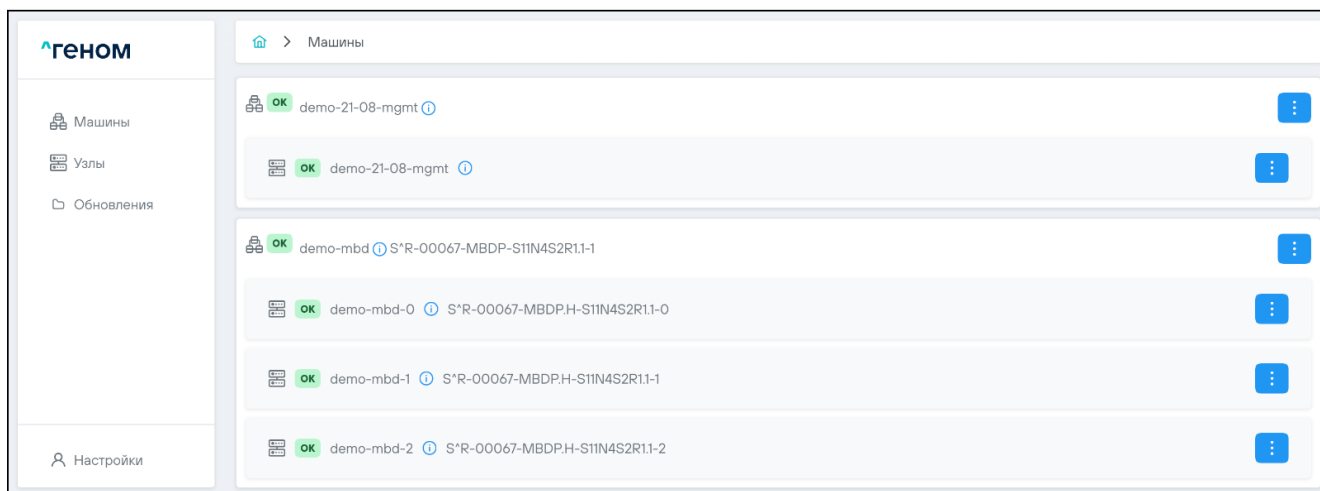 ^геном
Машины
Узлы
Обновления
Настройки
> Машины
OK demo-21-08-mgmt
OK demo-21-08-mgmt
OK demo-mbd S^R-00067-MBDP-S11N4S2R1.1-1
OK demo-mbd-0 S^R-00067-MBDP.H-S11N4S2R1.1-0
OK demo-mbd-1 S^R-00067-MBDP.H-S11N4S2R1.1-1
OK demo-mbd-2 S^R-00067-MBDP.H-S11N4S2R1.1-2